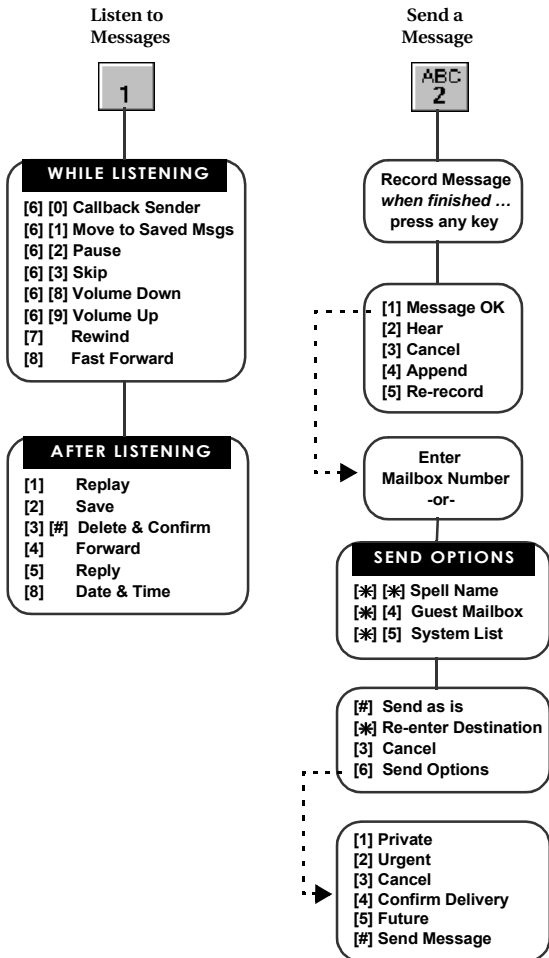 Listen to
Messages
1
WHILE LISTENING
[6] [0] Callback Sender
[6] [1] Move to Saved Msgs
[6] [2] Pause
[6] [3] Skip
[6] [8] Volume Down
[6] [9] Volume Up
[7] Rewind
[8] Fast Forward
AFTER LISTENING
[1] Replay
[2] Save
[3] [#] Delete & Confirm
[4] Forward
[5] Reply
[8] Date & Time
Send a
Message
ABC
2
Record Message
when finished …
press any key
[1] Message OK
[2] Hear
[3] Cancel
[4] Append
[5] Re-record
Enter
Mailbox Number
-or-
SEND OPTIONS
[*] [*] Spell Name
[*] [4] Guest Mailbox
[*] [5] System List
[#] Send as is
[*] Re-enter Destination
[3] Cancel
[6] Send Options
[1] Private
[2] Urgent
[3] Cancel
[4] Confirm Delivery
[5] Future
[#] Send Message